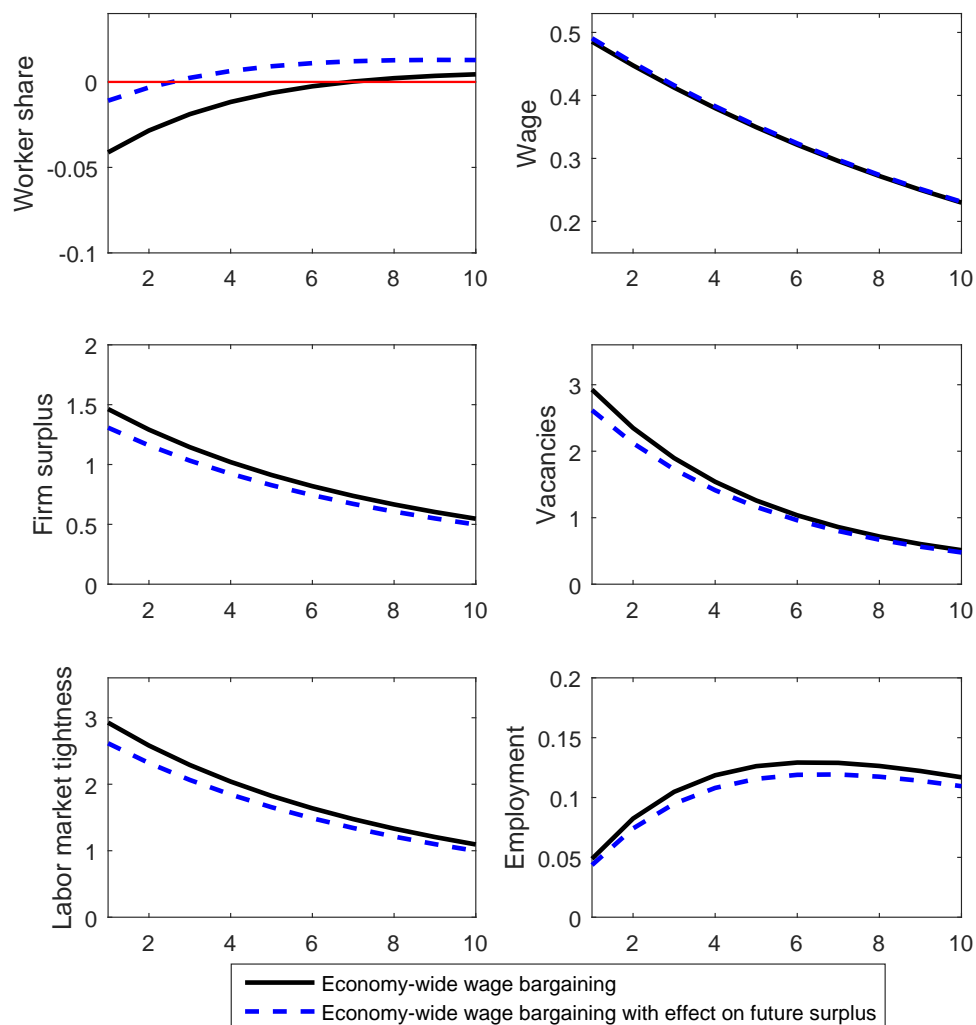 Worker share
0
-0.05
-0.1
2 4 6 8 10
Wage
0.5
0.4
0.3
0.2
2 4 6 8 10
Firm surplus
2
1.5
1
0.5
0
2 4 6 8 10
Vacancies
3
2
1
0
2 4 6 8 10
Labor market tightness
3
2
1
0
2 4 6 8 10
Employment
0.2
0.15
0.1
0.05
0
2 4 6 8 10
Economy-wide wage bargaining
Economy-wide wage bargaining with effect on future surplus